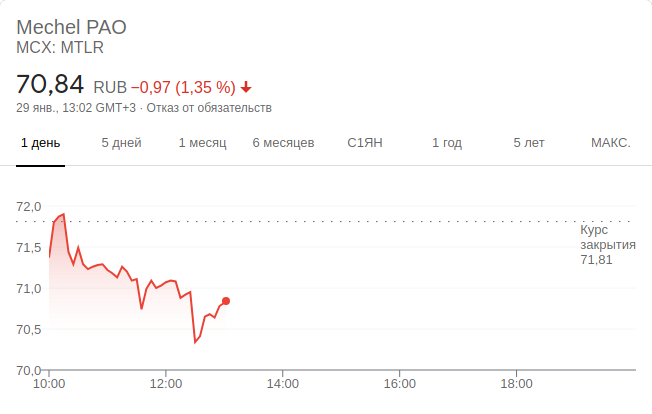 Mechel PAO
MCX: MTLR
70,84 RUB −0,97 (1,35 %)
29 янв., 13:02 GMT+3 · Отказ от обязательств
1 день 5 дней 1 месяц 6 месяцев С1ЯН 1 год 5 лет МАКС.
72,0
Курс
закрытия
71,5
71,81
71,0
70,5
70,0
10:00 12:00 14:00 16:00 18:00